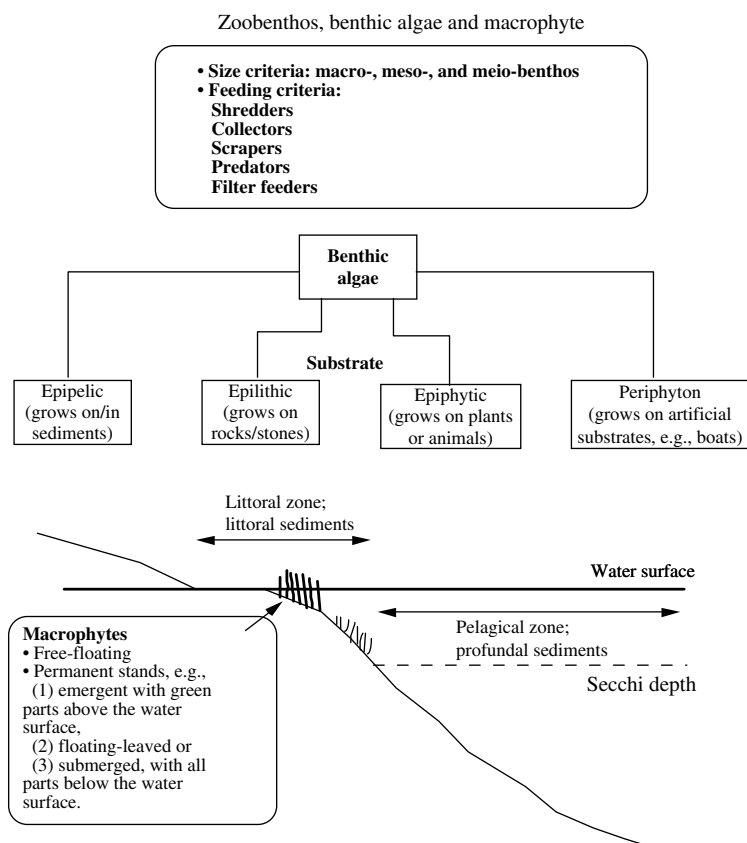 Zoobenthos, benthic algae and macrophyte
• Size criteria: macro-, meso-, and meio-benthos
• Feeding criteria:
Shredders
Collectors
Scrapers
Predators
Filter feeders
Benthic
algae
Substrate
Epipelic
(grows on/in
sediments)
Epilithic
(grows on
rocks/stones)
Epiphytic
(grows on plants
or animals)
Periphyton
(grows on artificial
substrates, e.g., boats)
Littoral zone;
littoral sediments
Water surface
Macrophytes
• Free-floating
• Permanent stands, e.g.,
(1) emergent with green
parts above the water
surface,
(2) floating-leaved or
(3) submerged, with all
parts below the water
surface.
Pelagical zone;
profundal sediments
Secchi depth